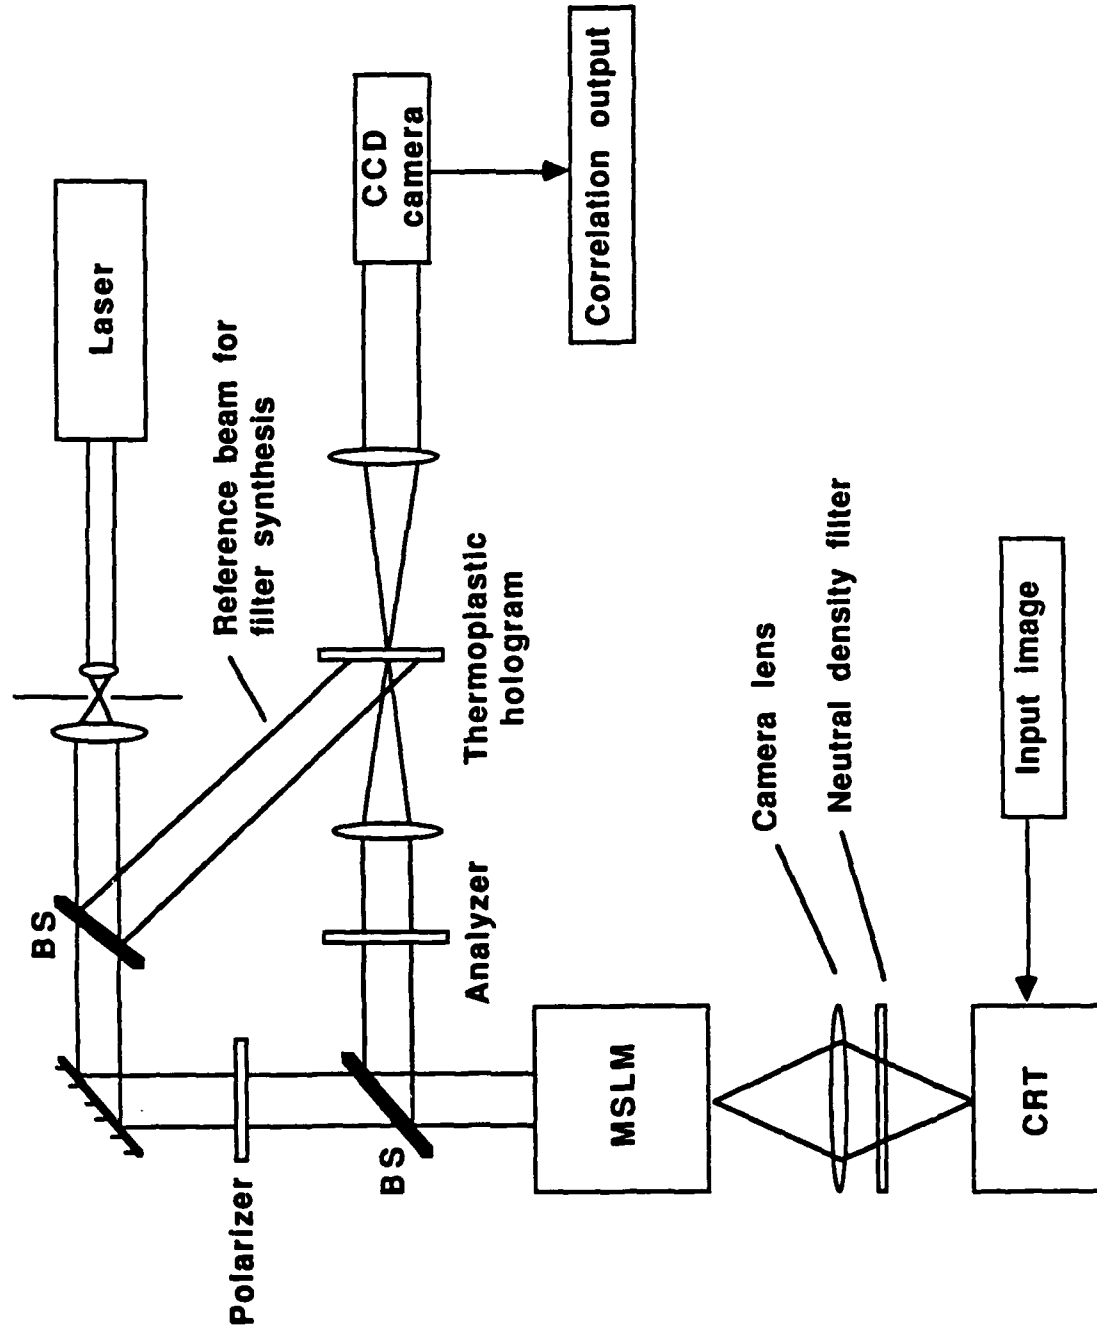 Laser
CCD
camera
Correlation output
Reference beam for
filter synthesis
BS
Thermoplastic
hologram
Analyzer
Polarizer
BS
MSLM
Camera lens
Neutral density filter
CRT
Input image